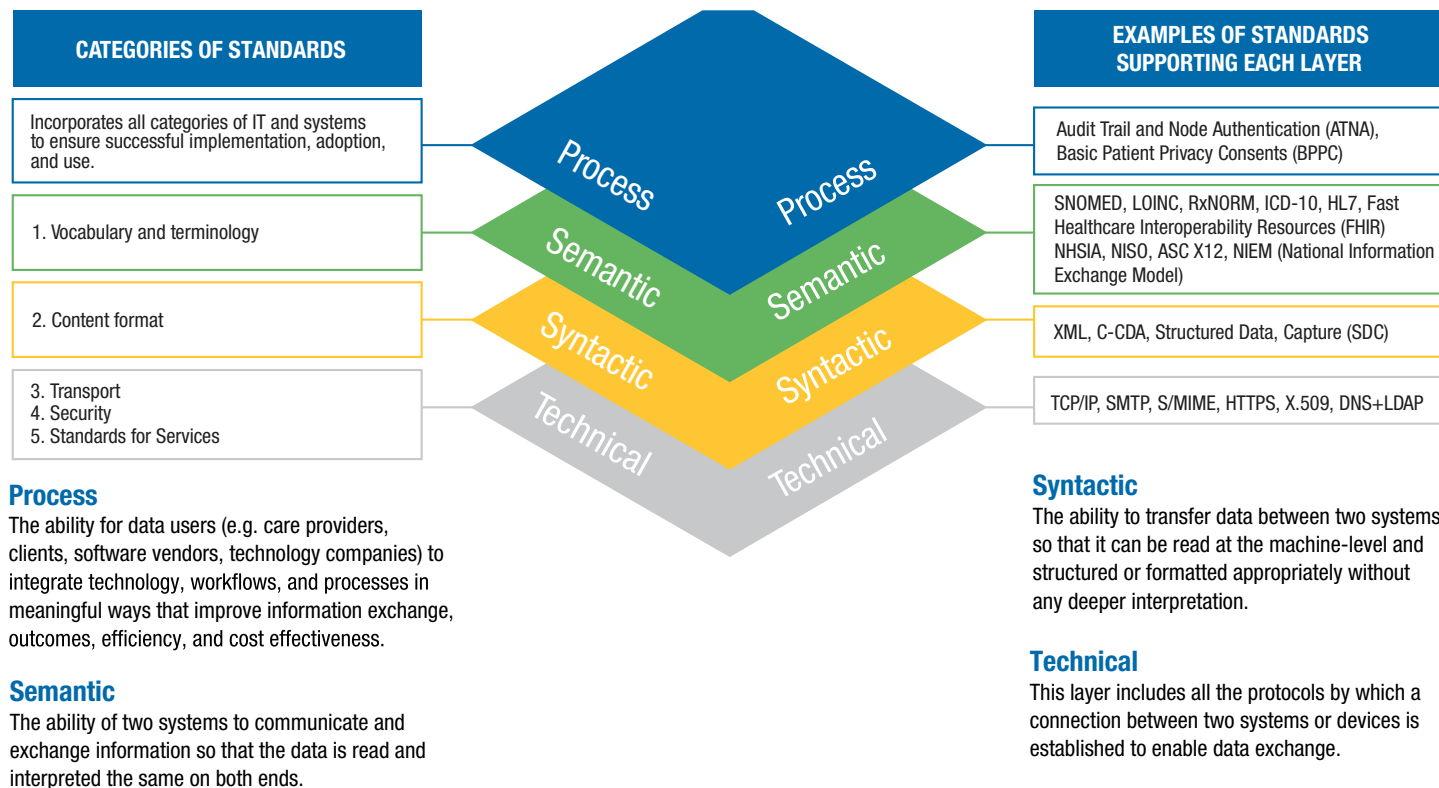 CATEGORIES OF STANDARDS
Incorporates all categories of IT and systems
to ensure successful implementation, adoption,
and use.
1. Vocabulary and terminology
2. Content format
3. Transport
4. Security
5. Standards for Services
Process
Process
Semantic
Semantic
Syntactic
Syntactic
Technical
Technical
EXAMPLES OF STANDARDS
SUPPORTING EACH LAYER
Audit Trail and Node Authentication (ATNA),
Basic Patient Privacy Consents (BPPC)
SNOMED, LOINC, RxNORM, ICD-10, HL7, Fast
Healthcare Interoperability Resources (FHIR)
NHSIA, NISO, ASC X12, NIEM (National Information
Exchange Model)
XML, C-CDA, Structured Data, Capture (SDC)
TCP/IP, SMTP, S/MIME, HTTPS, X.509, DNS+LDAP
Process
The ability for data users (e.g. care providers,
clients, software vendors, technology companies) to
integrate technology, workflows, and processes in
meaningful ways that improve information exchange,
outcomes, efficiency, and cost effectiveness.
Semantic
The ability of two systems to communicate and
exchange information so that the data is read and
interpreted the same on both ends.
Syntactic
The ability to transfer data between two systems
so that it can be read at the machine-level and
structured or formatted appropriately without
any deeper interpretation.
Technical
This layer includes all the protocols by which a
connection between two systems or devices is
established to enable data exchange.